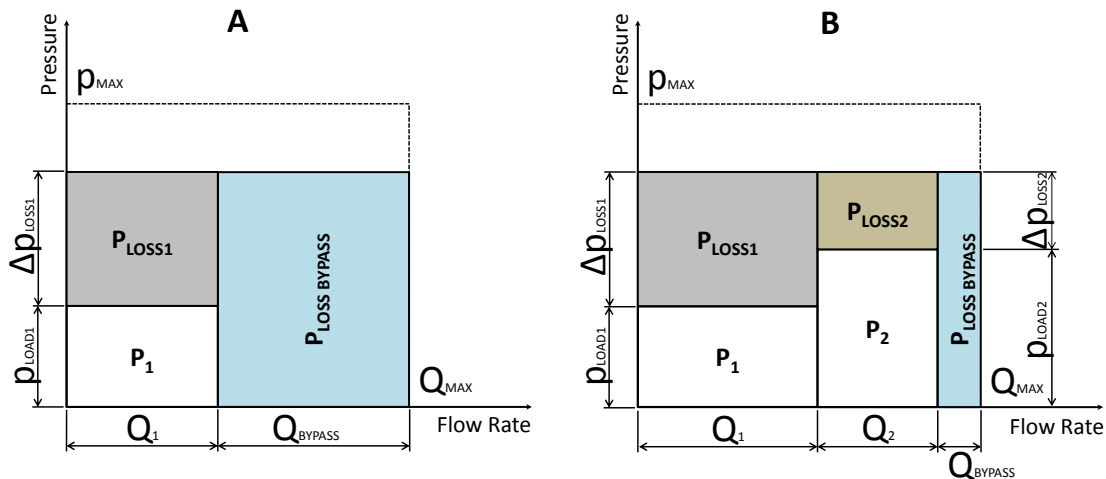 A
Pressure
pMAX
ΔpLOSS1
pLOAD1
PLOSS1
P1
PLOSS BYPASS
QMAX
Flow Rate
Q1
QBYPASS
B
Pressure
pMAX
ΔpLOSS1
pLOAD1
PLOSS1
P1
PLOSS2
P2
PLOSS BYPASS
ΔpLOSS2
pLOAD2
QMAX
Flow Rate
Q1
Q2
QBYPASS